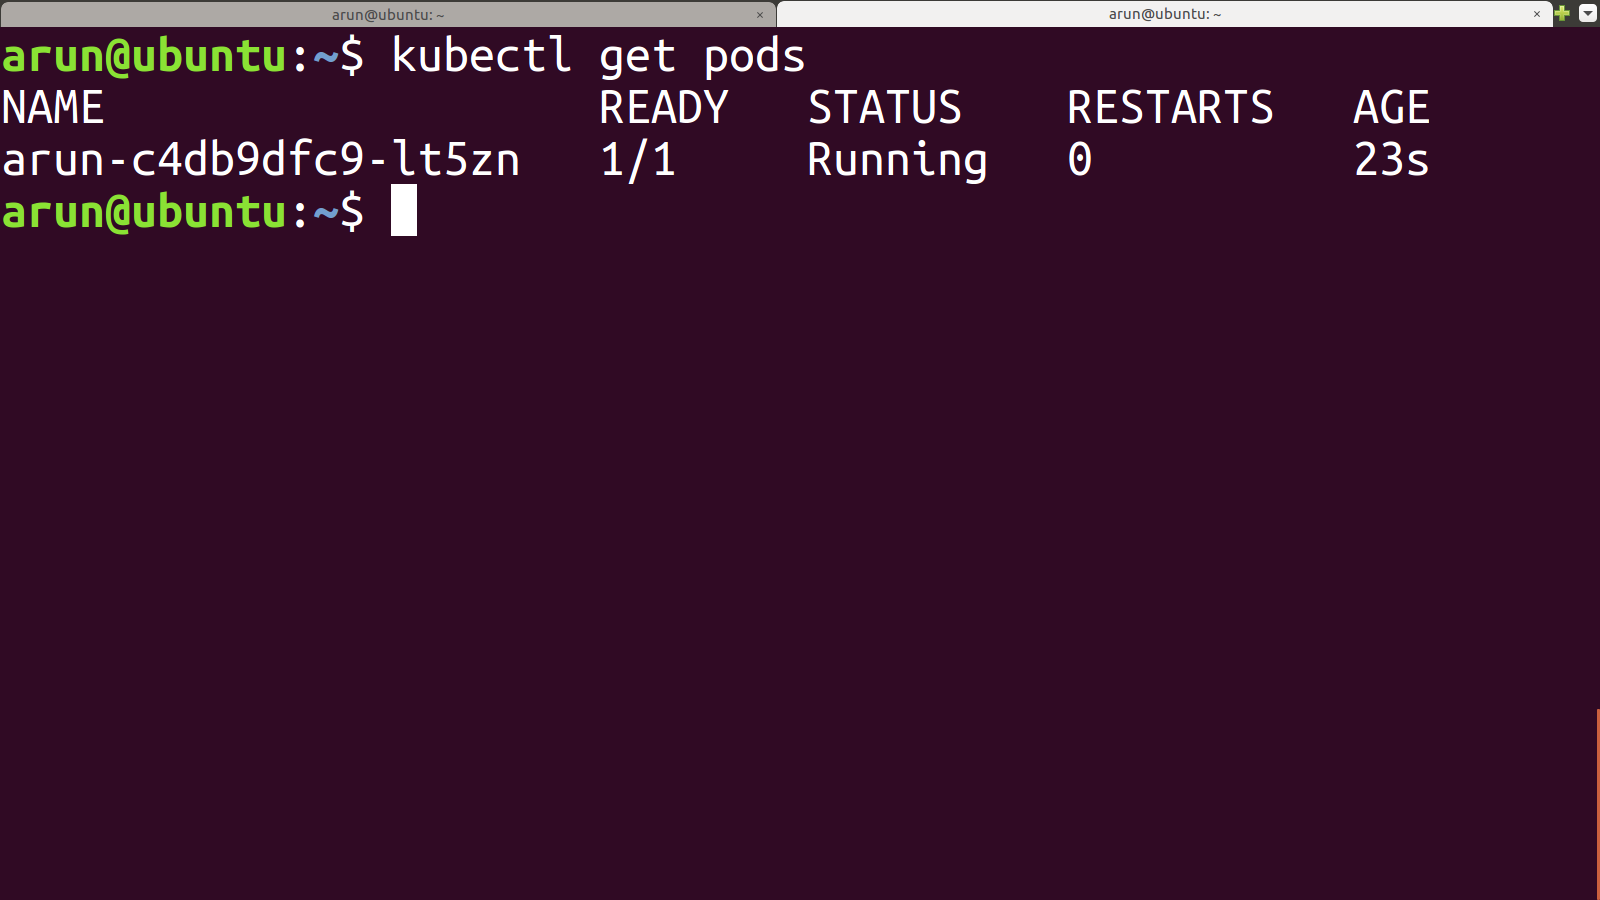 arun@ubuntu: ~ × arun@ubuntu: ~ ×
arun@ubuntu:~$ kubectl get pods
NAME READY STATUS RESTARTS AGE
arun-c4db9dfc9-lt5zn 1/1 Running 0 23s
arun@ubuntu:~$